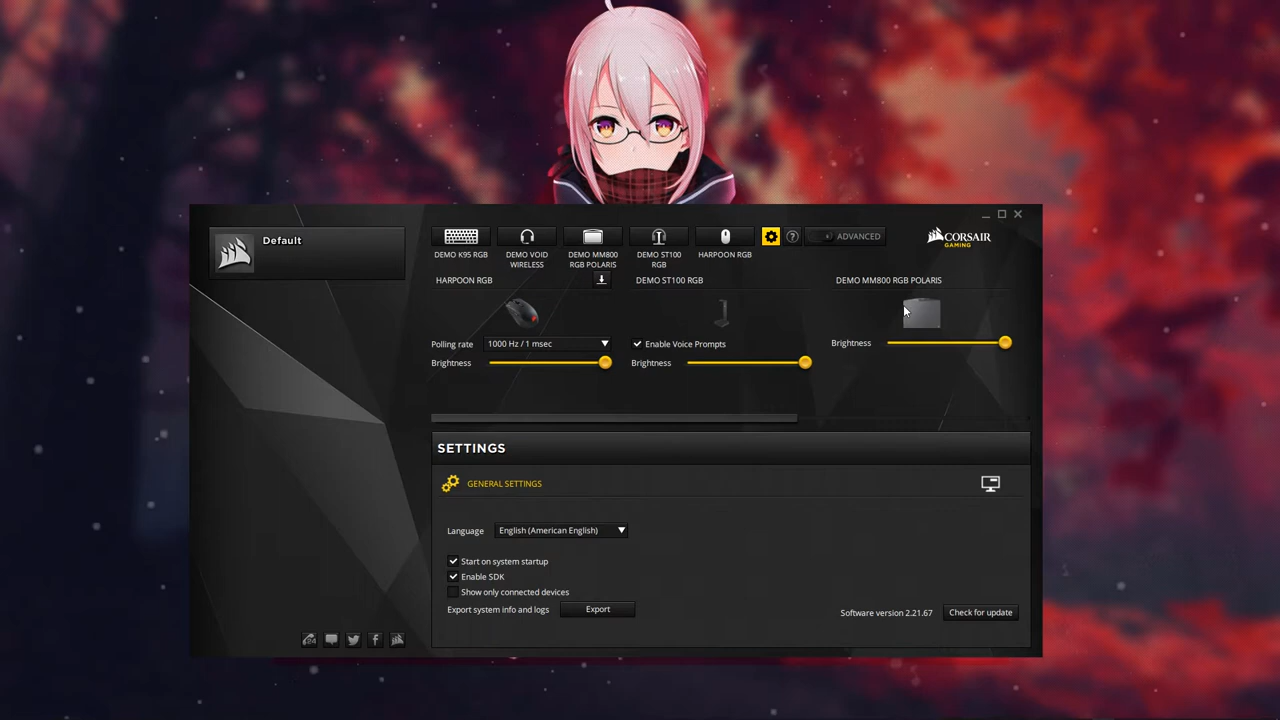 Default
DEMO K95 RGB
DEMO VOID
WIRELESS
DEMO MM800
RGB POLARIS
DEMO ST100
RGB
HARPOON RGB
?
ADVANCED
CORSAIR
GAMING
HARPOON RGB
DEMO ST100 RGB
DEMO MM800 RGB POLARIS
Polling rate 1000 Hz / 1 msec
Enable Voice Prompts
Brightness
Brightness
Brightness
SETTINGS
GENERAL SETTINGS
Language English (American English)
Start on system startup
Enable SDK
Show only connected devices
Export system info and logs Export
Software version 2.21.67 Check for update